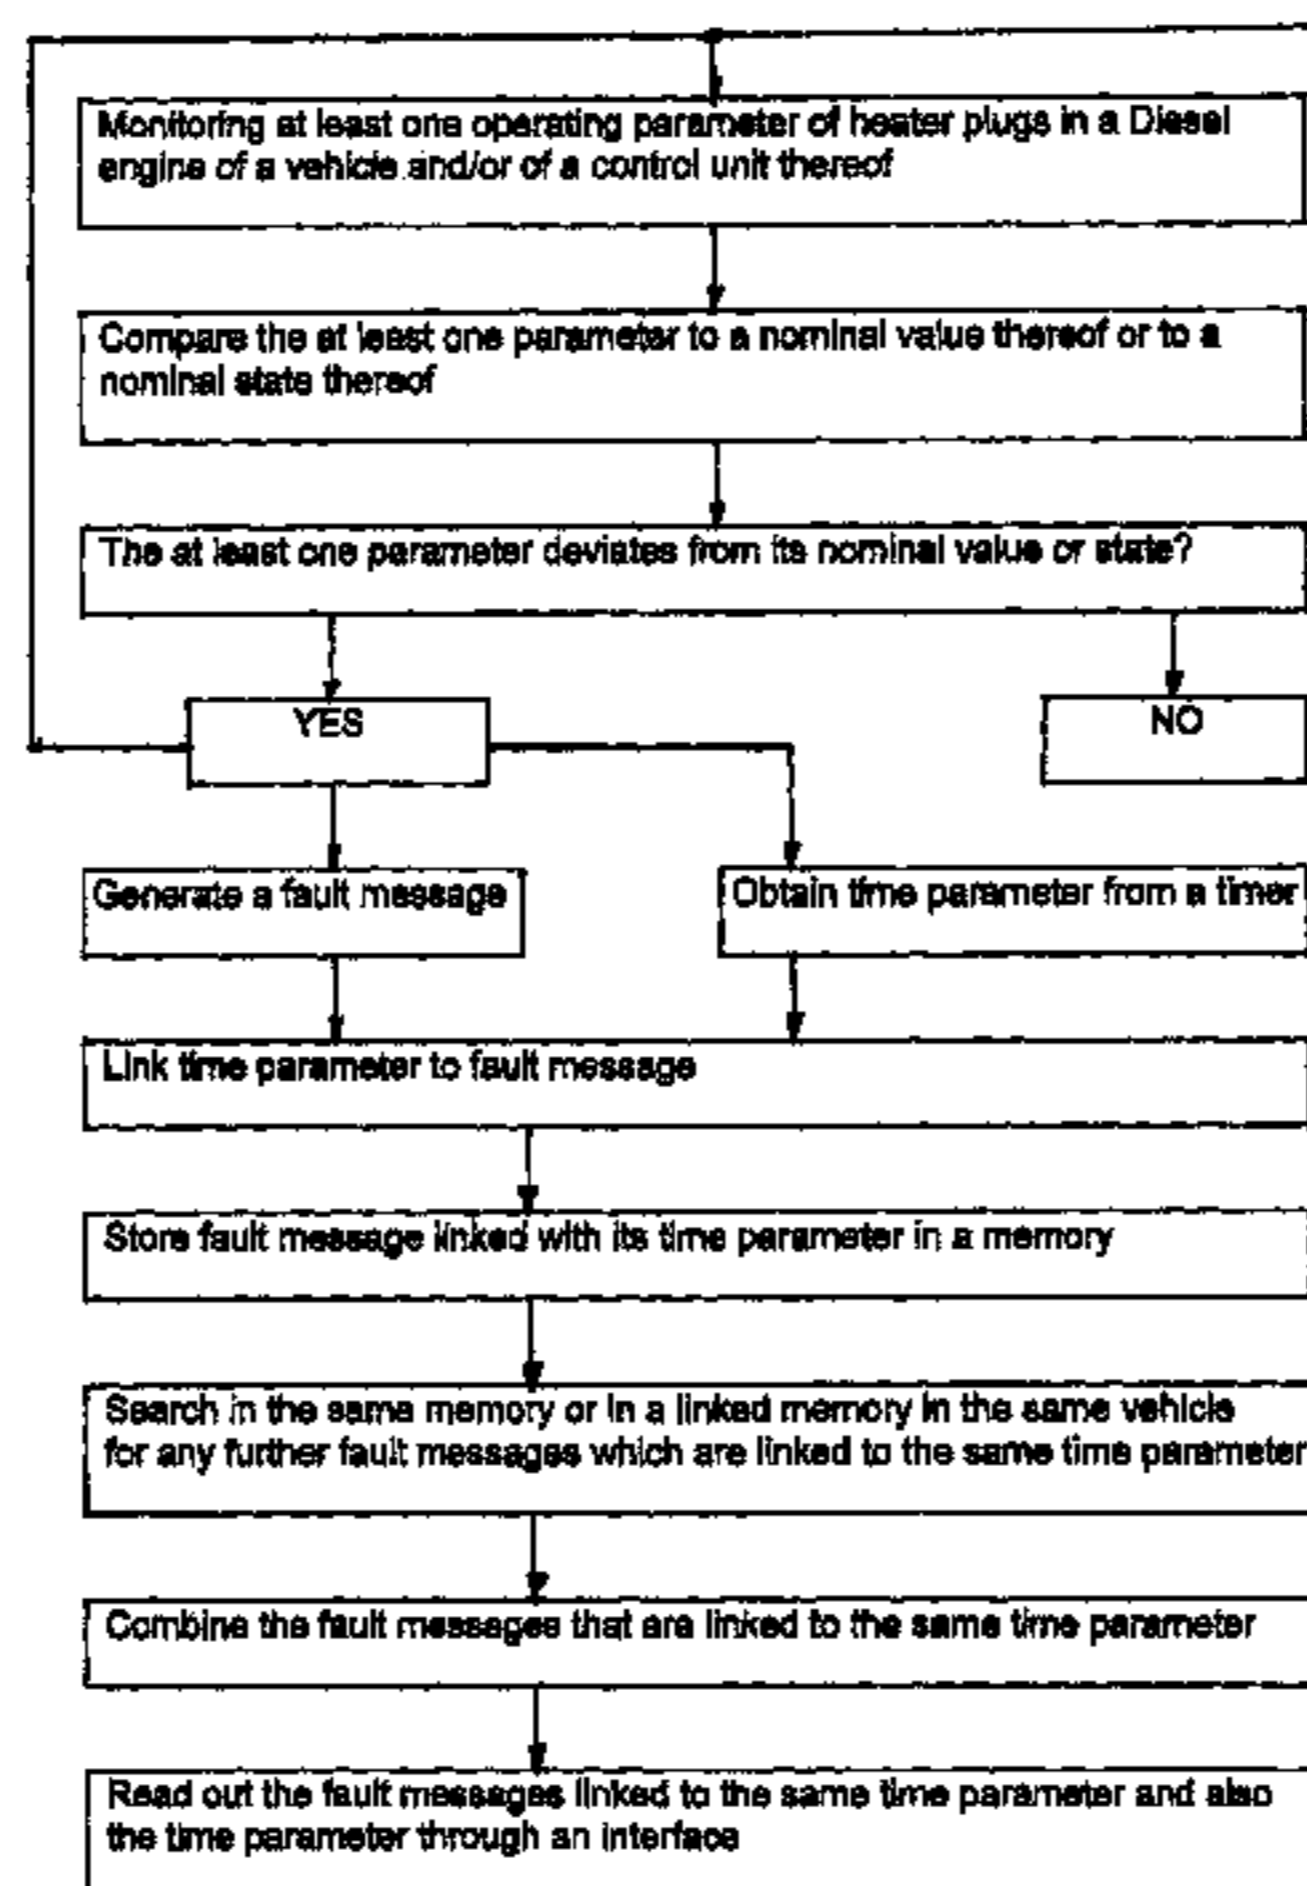 Monitoring at least one operating parameter of heater plugs in a Diesel
engine of a vehicle and/or of a control unit thereof
Compare the at least one parameter to a nominal value thereof or to a
nominal state thereof
The at least one parameter deviates from its nominal value or state?
YES
NO
Generate a fault message
Obtain time parameter from a timer
Link time parameter to fault message
Store fault message linked with its time parameter in a memory
Search in the same memory or in a linked memory in the same vehicle
for any further fault messages which are linked to the same time parameter
Combine the fault messages that are linked to the same time parameter
Read out the fault messages linked to the same time parameter and also
the time parameter through an interface